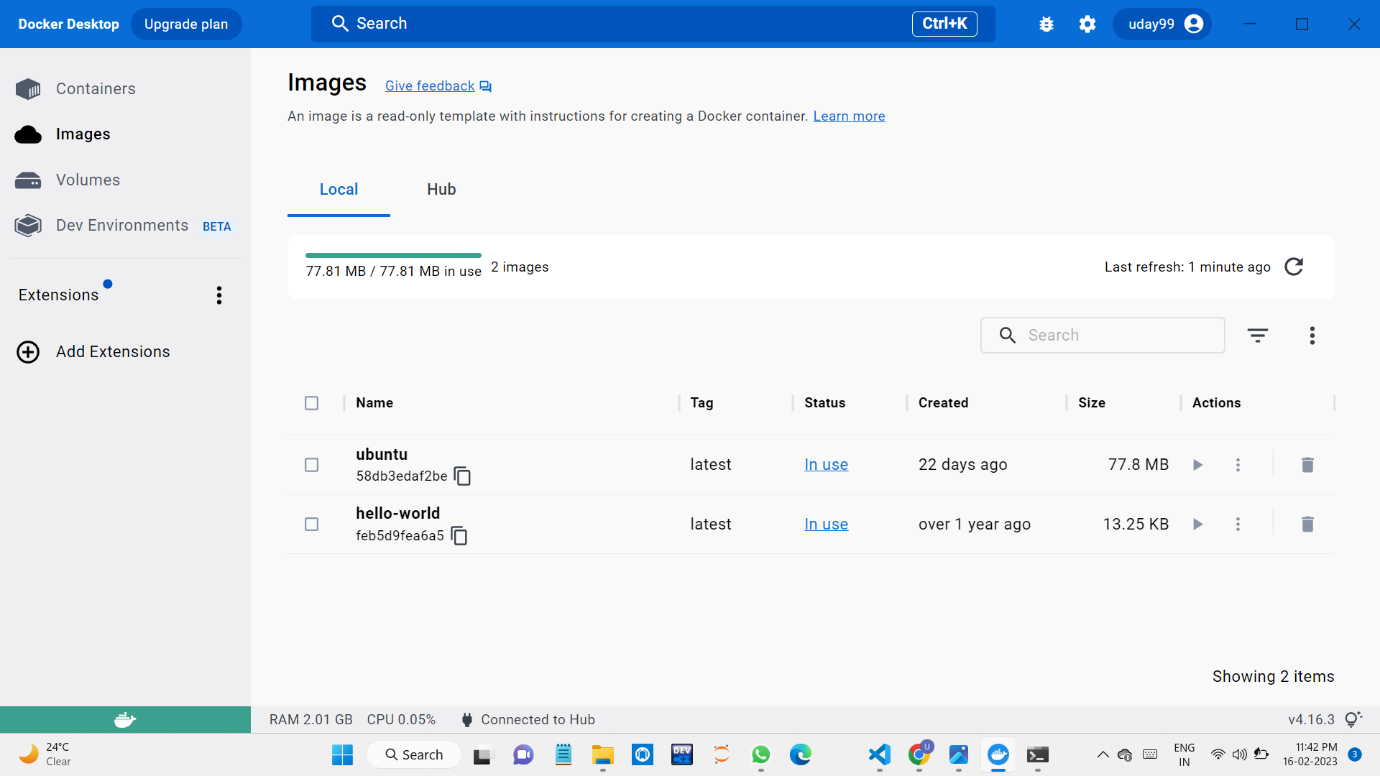 Docker Desktop Upgrade plan Search Ctrl+K uday99
Containers
Images
Volumes
Dev Environments BETA
Extensions
Add Extensions
Images Give feedback
An image is a read-only template with instructions for creating a Docker container. Learn more
Local Hub
77.81 MB / 77.81 MB in use 2 images Last refresh: 1 minute ago
Search
Name Tag Status Created Size Actions
ubuntu
58db3edaf2be latest In use 22 days ago 77.8 MB
hello-world
feb5d9fea6a5 latest In use over 1 year ago 13.25 KB
Showing 2 items
RAM 2.01 GB CPU 0.05% Connected to Hub v4.16.3
24°C
Clear
Search
DEV
U
ENG
IN
11:42 PM
16-02-2023
3